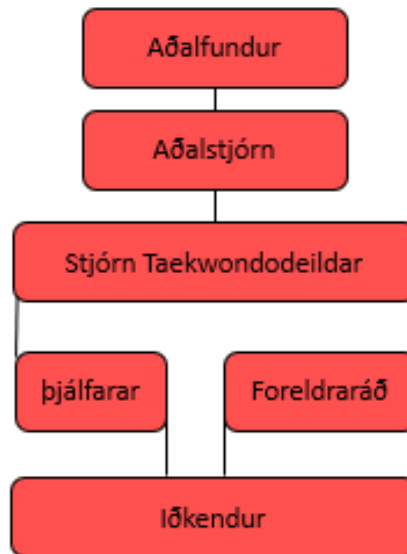 Aðalfundur
Aðalstjórn
Stjórn Taekwondodeildar
þjálfarar
Foreldraráð
Iðkendur